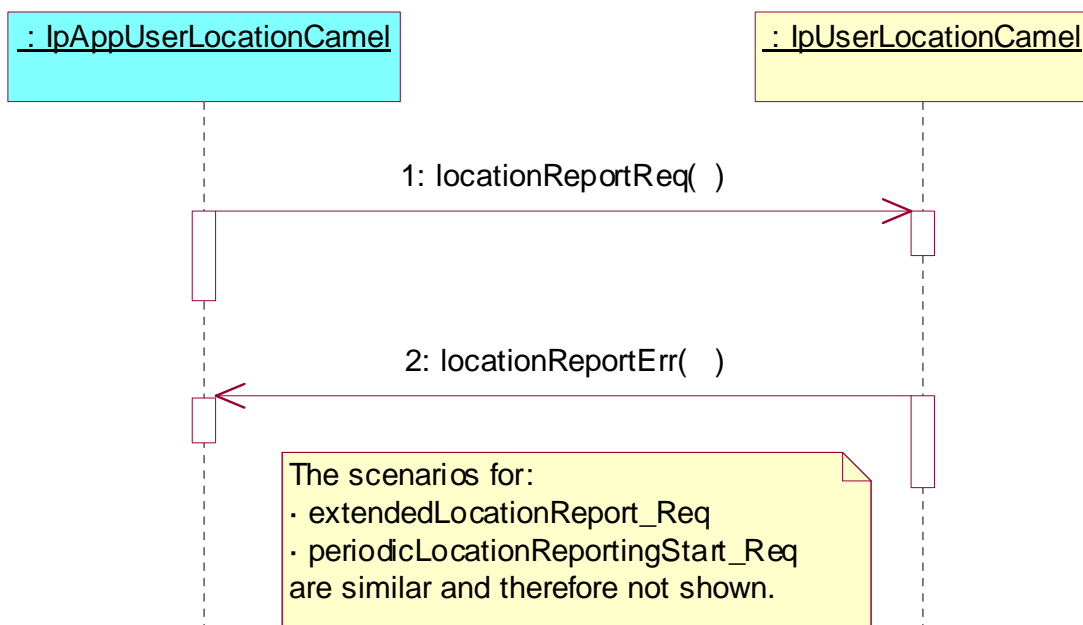 : IpAppUserLocationCamel
: IpUserLocationCamel
1: locationReportReq(  )
2: locationReportErr(   )
The scenarios for:
· extendedLocationReport_Req
· periodicLocationReportingStart_Req
are similar and therefore not shown.